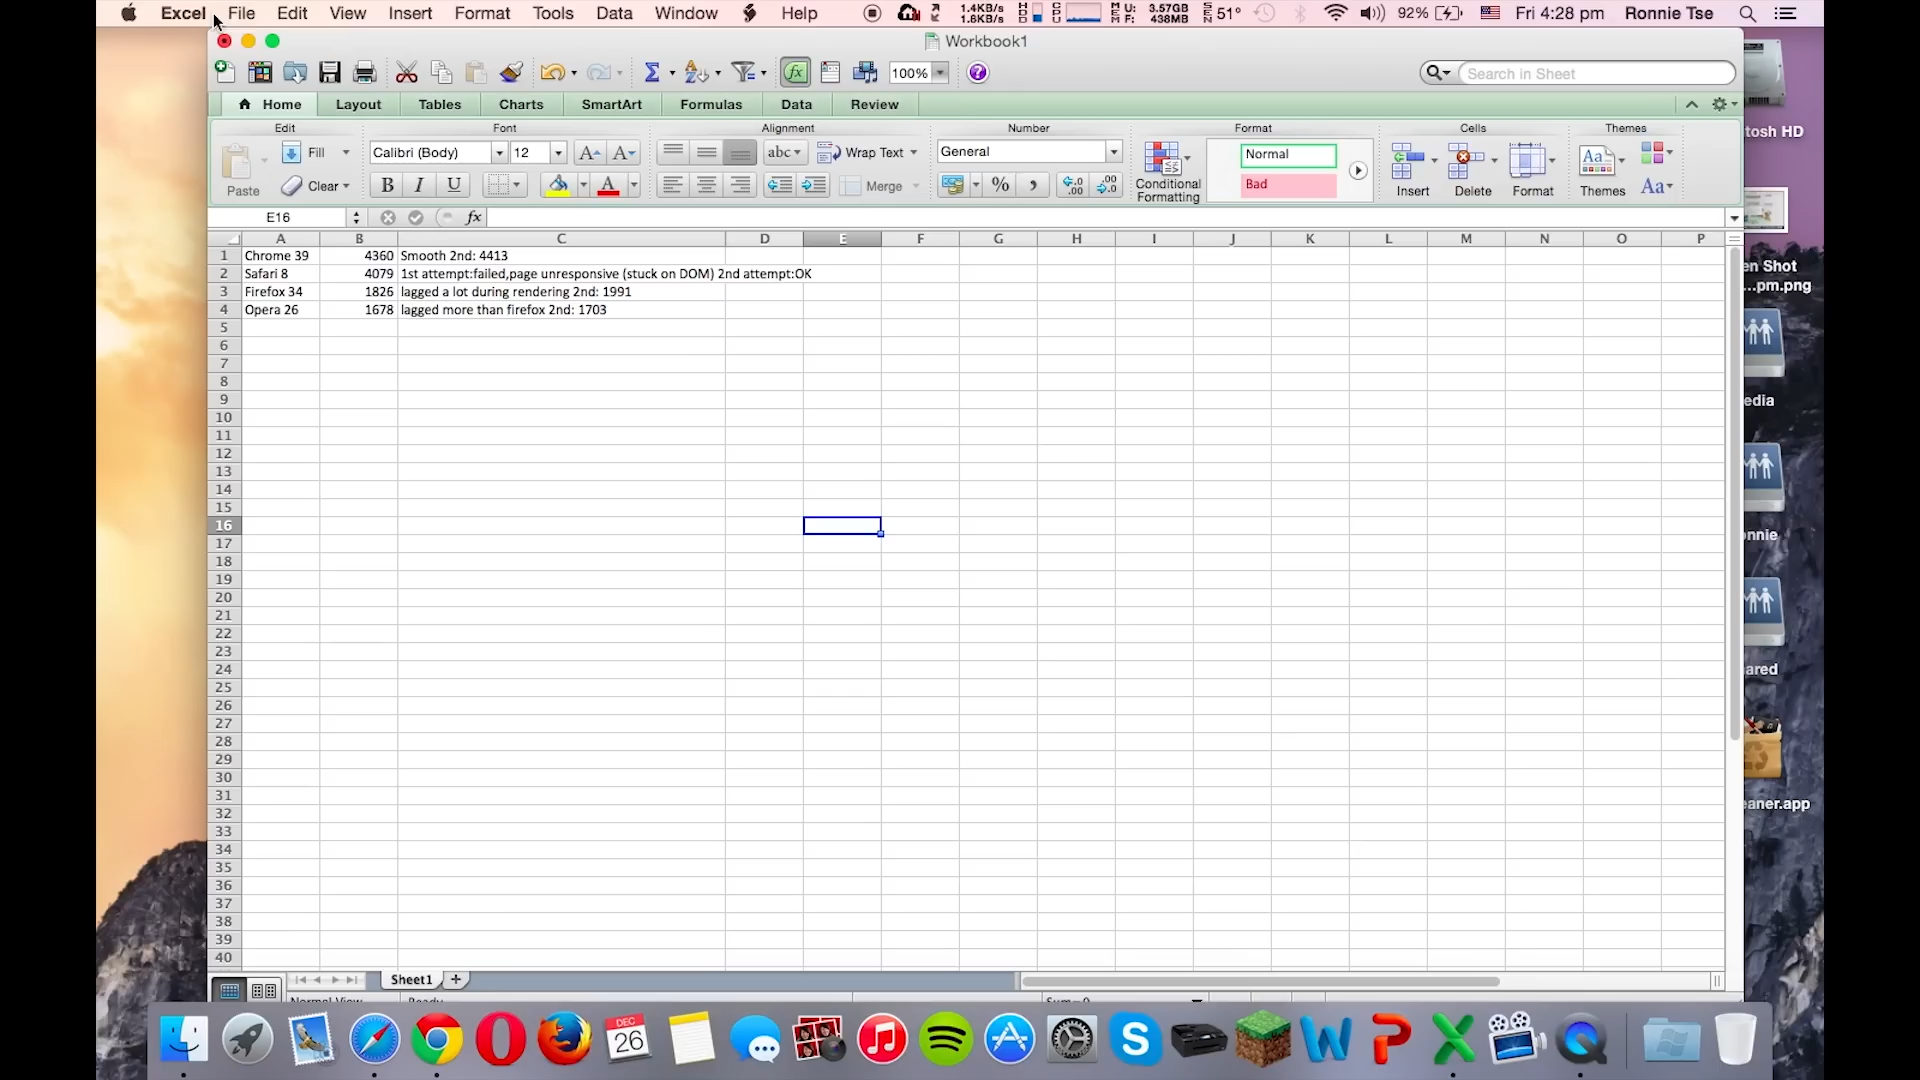 Excel File Edit View Insert Format Tools Data Window Help 1.4KB/s 1.8KB/s 3.57GB 438MB 51° 92% Fri 4:28 pm Ronnie Tse
Workbook1
100% Search in Sheet
Home Layout Tables Charts SmartArt Formulas Data Review
Edit Font Alignment Number Format Cells Themes
Fill Calibri (Body) 12 abc Wrap Text General Normal
Paste Clear B I U Merge % Conditional Formatting Bad Insert Delete Format Themes
E16 fx
A B C D E F G H I J K L M N O P
1 Chrome 39 4360 Smooth 2nd: 4413
2 Safari 8 4079 1st attempt:failed,page unresponsive (stuck on DOM) 2nd attempt:OK
3 Firefox 34 1826 lagged a lot during rendering 2nd: 1991
4 Opera 26 1678 lagged more than firefox 2nd: 1703
5
6
7
8
9
10
11
12
13
14
15
16
17
18
19
20
21
22
23
24
25
26
27
28
29
30
31
32
33
34
35
36
37
38
39
40
Sheet1
tosh HD
en Shot
...pm.png
edia
onnie
ared
eaner.app
DEC
26